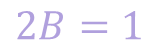 2B = 1